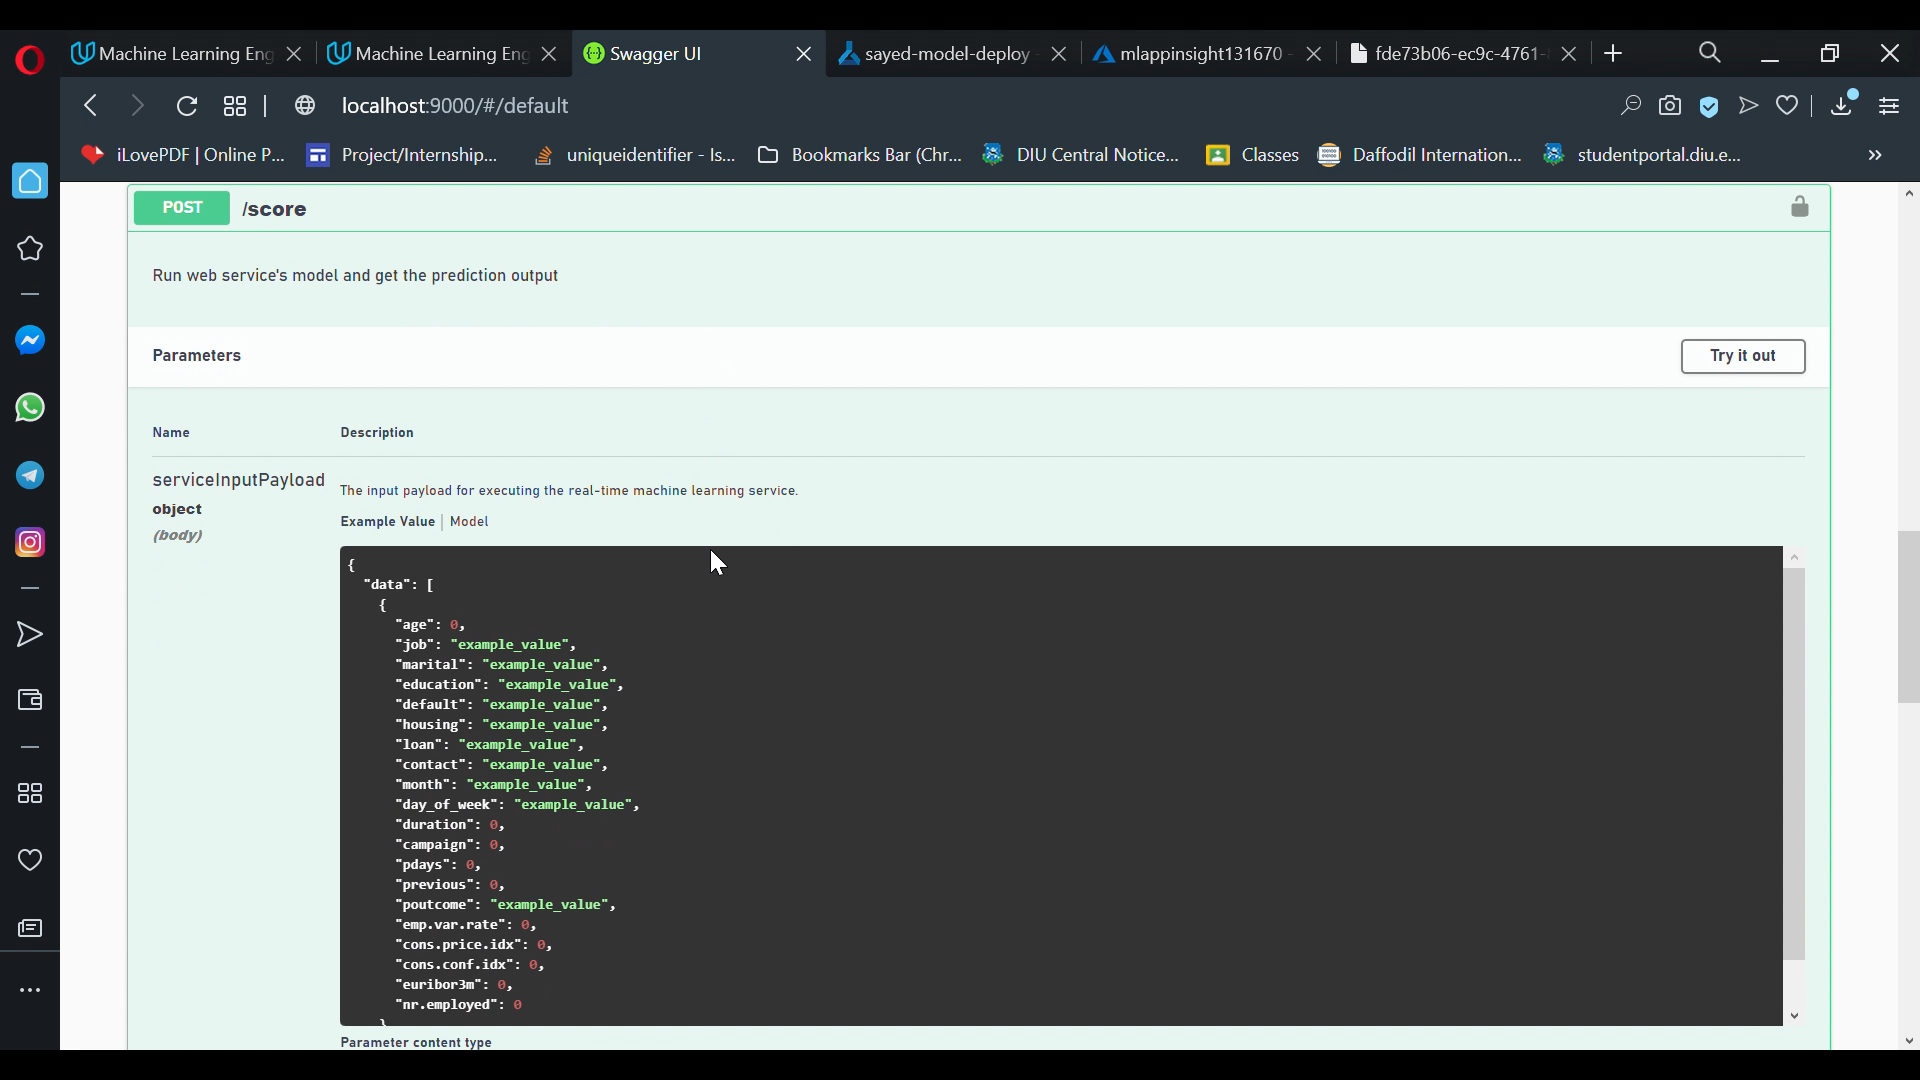 Machine Learning Eng
Machine Learning Eng
Swagger UI
sayed-model-deploy
mlappinsight131670 -
fde73b06-ec9c-4761-
localhost:9000/#/default
iLovePDF | Online P...
Project/Internship...
uniqueidentifier - Is...
Bookmarks Bar (Chr...
DIU Central Notice...
Classes
Daffodil Internation...
studentportal.diu.e...
POST /score
Run web service's model and get the prediction output
Parameters
Try it out
Name Description
serviceInputPayload
object
(body)
The input payload for executing the real-time machine learning service.
Example Value | Model
{
"data": [
{
"age": 0,
"job": "example_value",
"marital": "example_value",
"education": "example_value",
"default": "example_value",
"housing": "example_value",
"loan": "example_value",
"contact": "example_value",
"month": "example_value",
"day_of_week": "example_value",
"duration": 0,
"campaign": 0,
"pdays": 0,
"previous": 0,
"poutcome": "example_value",
"emp.var.rate": 0,
"cons.price.idx": 0,
"cons.conf.idx": 0,
"euribor3m": 0,
"nr.employed": 0
}
Parameter content type